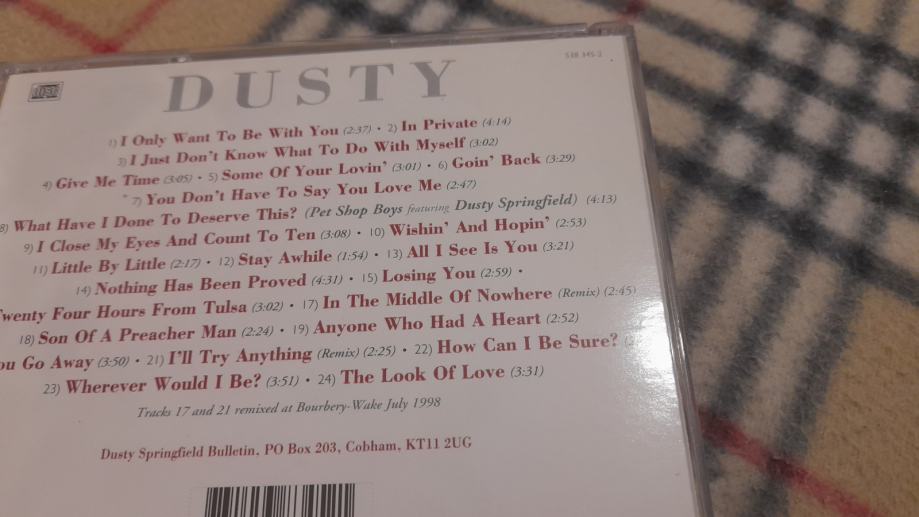 538 345-2
DUSTY
1) I Only Want To Be With You (2:37) • 2) In Private (4:14)
3) I Just Don't Know What To Do With Myself (3:02)
4) Give Me Time (3:05) • 5) Some Of Your Lovin' (3:01) • 6) Goin' Back (3:29)
7) You Don't Have To Say You Love Me (2:47)
8) What Have I Done To Deserve This? (Pet Shop Boys featuring Dusty Springfield) (4:13)
9) I Close My Eyes And Count To Ten (3:08) • 10) Wishin' And Hopin' (2:53)
11) Little By Little (2:17) • 12) Stay Awhile (1:54) • 13) All I See Is You (3:21)
14) Nothing Has Been Proved (4:31) • 15) Losing You (2:59) •
Twenty Four Hours From Tulsa (3:02) • 17) In The Middle Of Nowhere (Remix) (2:45)
18) Son Of A Preacher Man (2:24) • 19) Anyone Who Had A Heart (2:52)
ou Go Away (3:50) • 21) I'll Try Anything (Remix) (2:25) • 22) How Can I Be Sure?
23) Wherever Would I Be? (3:51) • 24) The Look Of Love (3:31)
Tracks 17 and 21 remixed at Bourbery-Wake July 1998
Dusty Springfield Bulletin, PO Box 203, Cobham, KT11 2UG